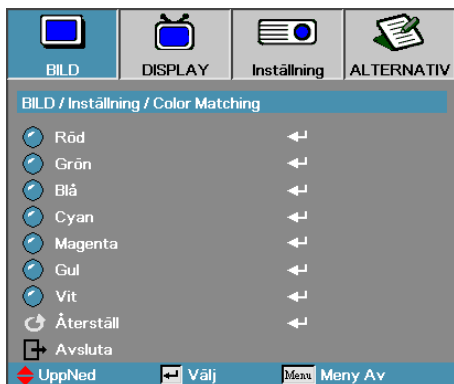 BILD DISPLAY Inställning ALTERNATIV
BILD / Inställning / Color Matching
Röd
Grön
Blå
Cyan
Magenta
Gul
Vit
Återställ
Avsluta
UppNed Välj Menu Meny Av